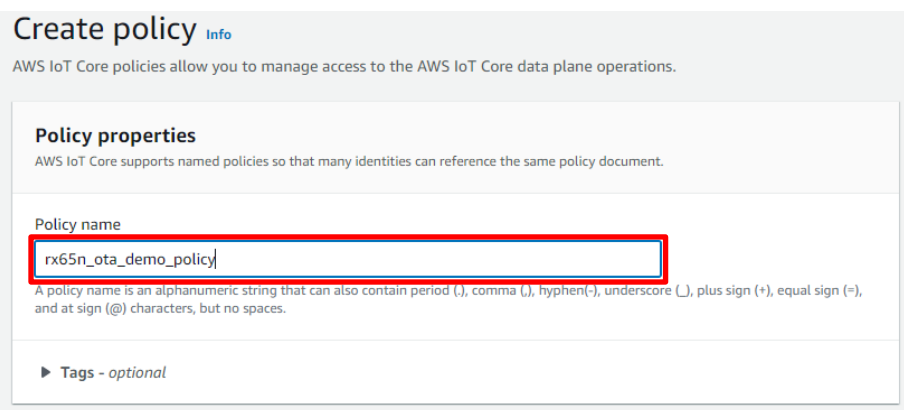 Create policy Info
AWS IoT Core policies allow you to manage access to the AWS IoT Core data plane operations.
Policy properties
AWS IoT Core supports named policies so that many identities can reference the same policy document.
Policy name
rx65n_ota_demo_policy
A policy name is an alphanumeric string that can also contain period (.), comma (,), hyphen(-), underscore (_), plus sign (+), equal sign (=),
and at sign (@) characters, but no spaces.
Tags - optional